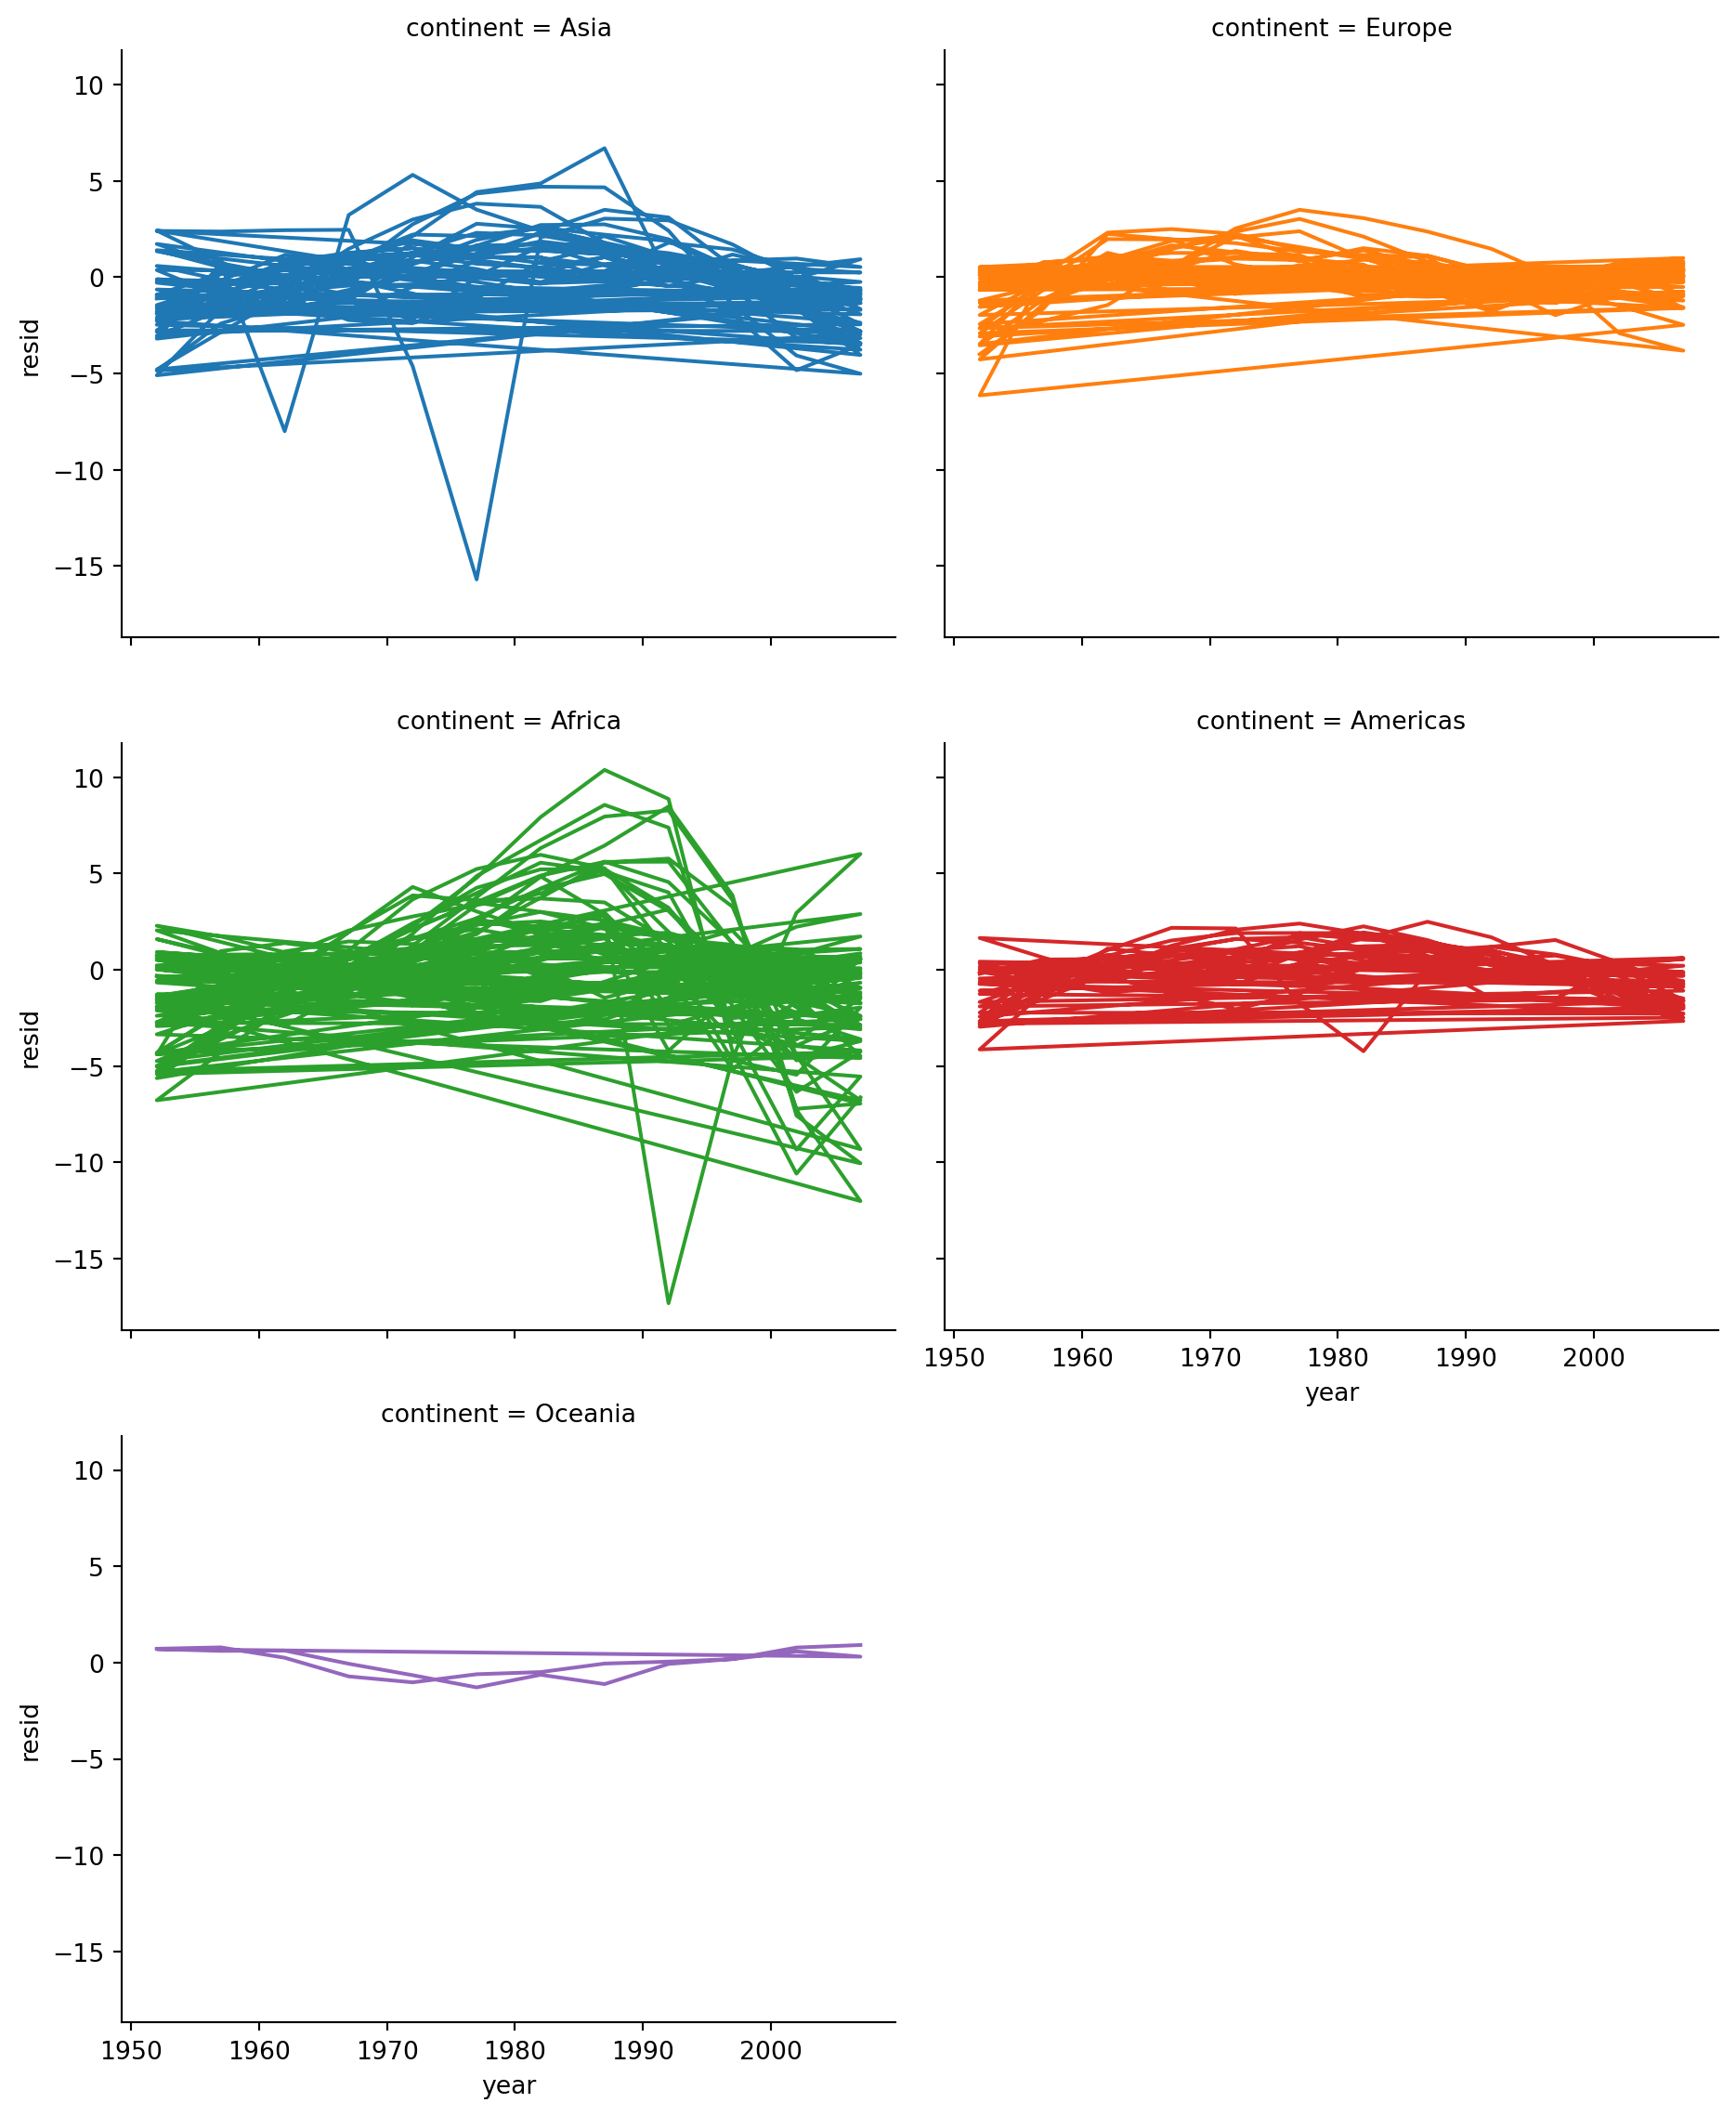 continent = Asia
10
5
0
−5
−10
−15
resid
continent = Europe
continent = Africa
10
5
0
−5
−10
−15
resid
continent = Americas
1950 1960 1970 1980 1990 2000
year
continent = Oceania
10
5
0
−5
−10
−15
resid
1950 1960 1970 1980 1990 2000
year